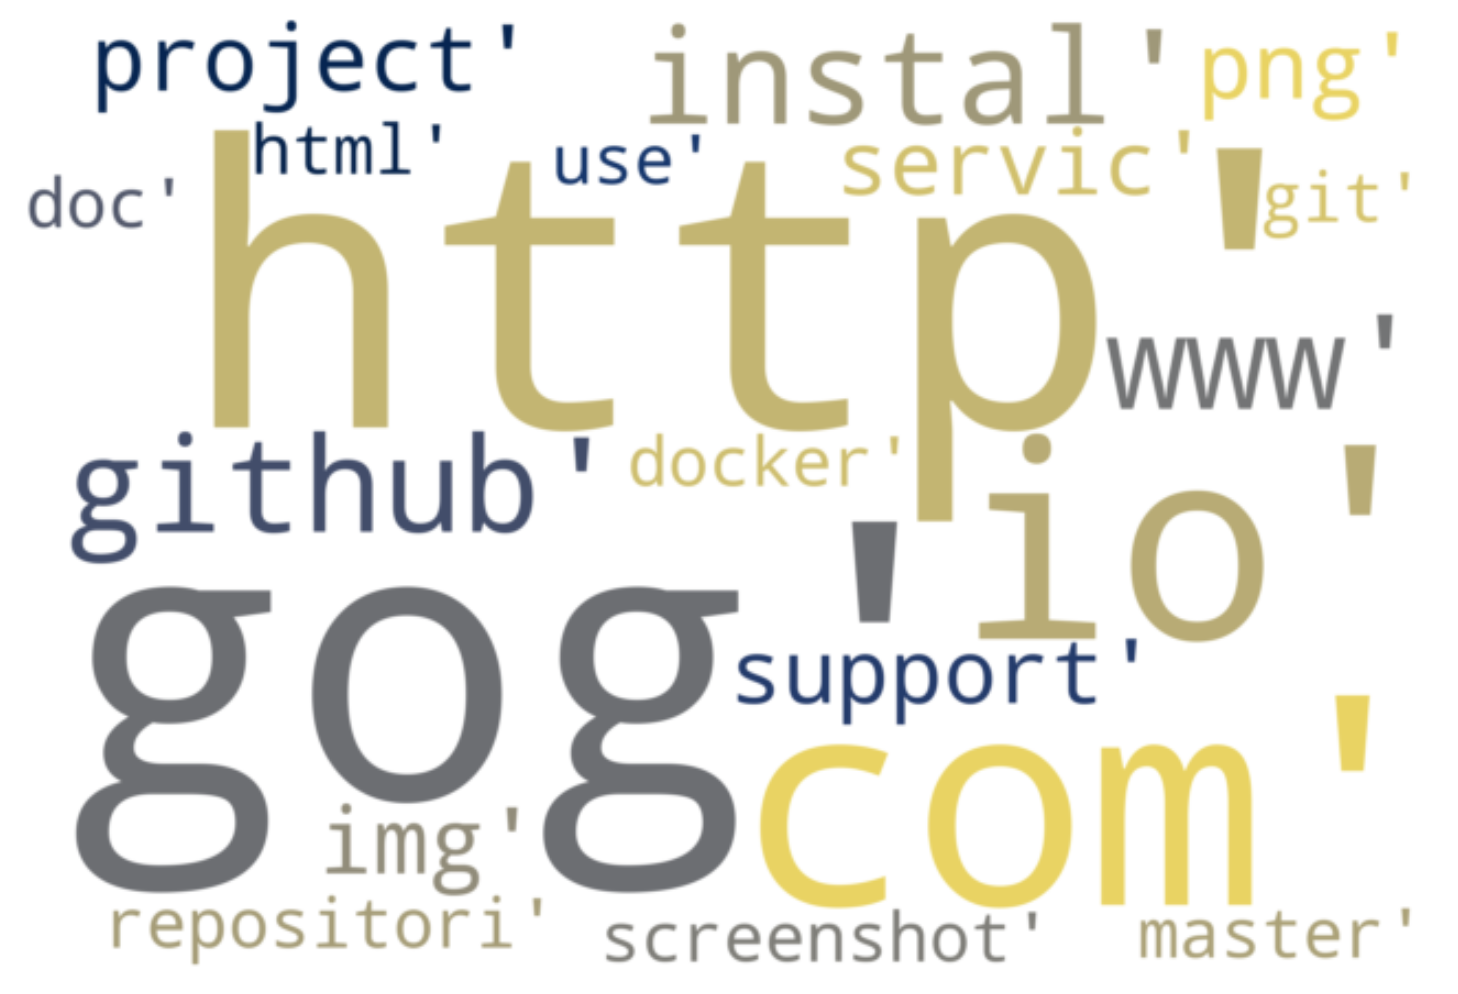 project'
instal'
png'
html'
use'
servic'
doc'
git'
http'
www'
github'
docker'
io'
gog'
support'
com'
img'
repositori'
screenshot'
master'